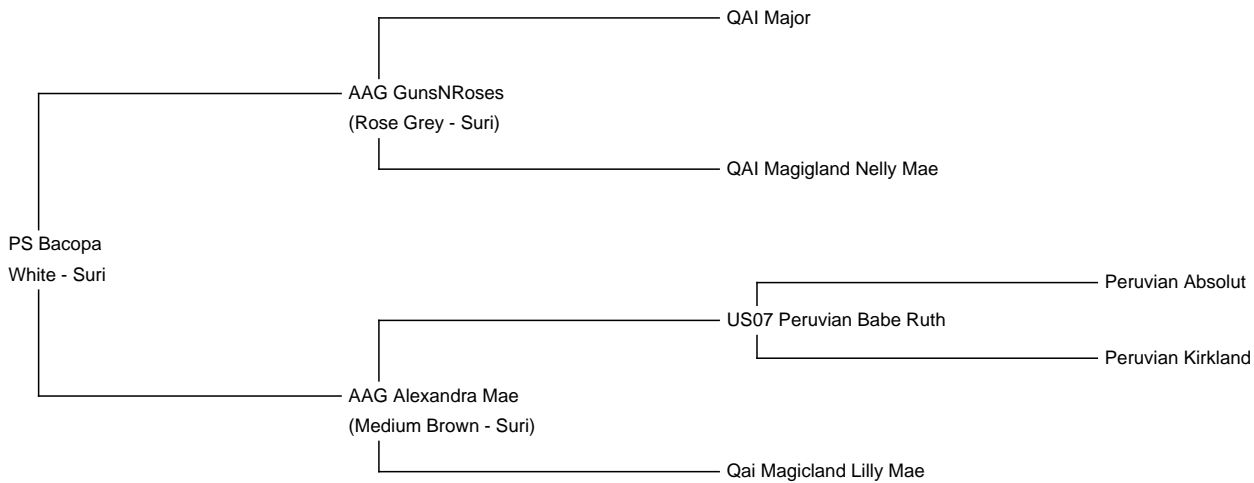 QAI Major
AAG GunsNRoses
(Rose Grey - Suri)
QAI Magigland Nelly Mae
PS Bacopa
White - Suri
Peruvian Absolut
US07 Peruvian Babe Ruth
Peruvian Kirkland
AAG Alexandra Mae
(Medium Brown - Suri)
Qai Magicland Lilly Mae